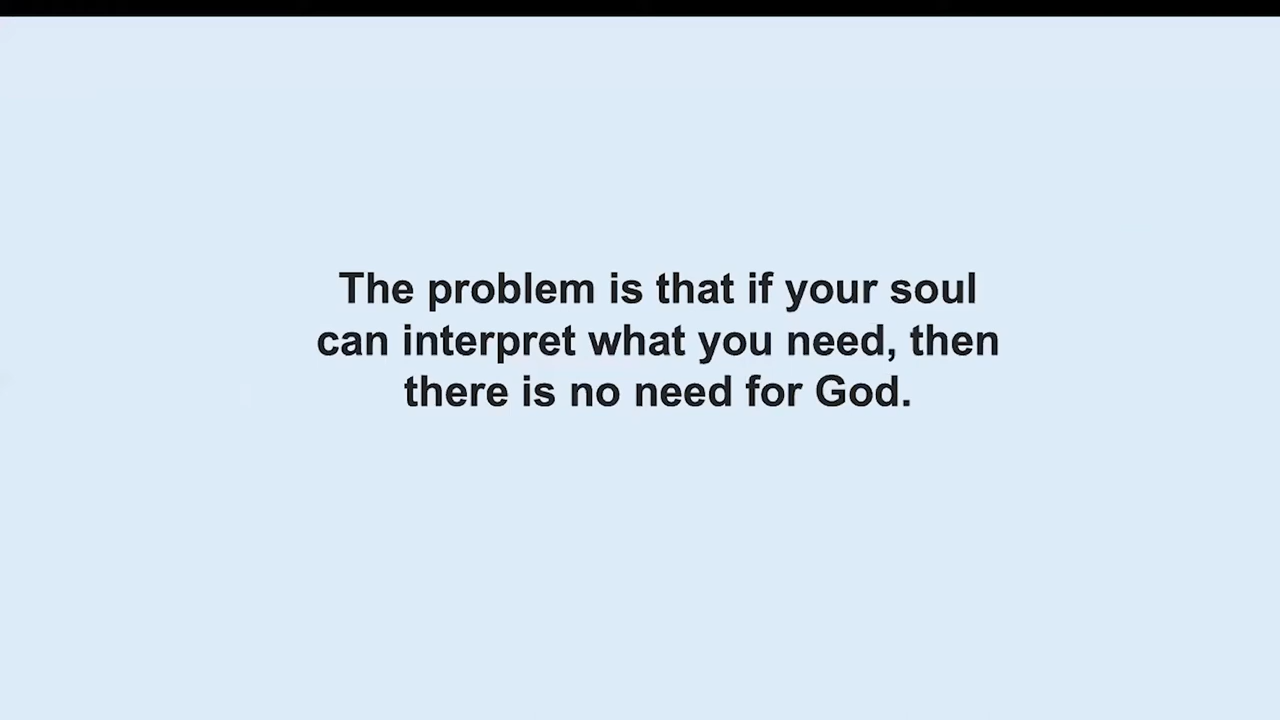 The problem is that if your soul
can interpret what you need, then
there is no need for God.